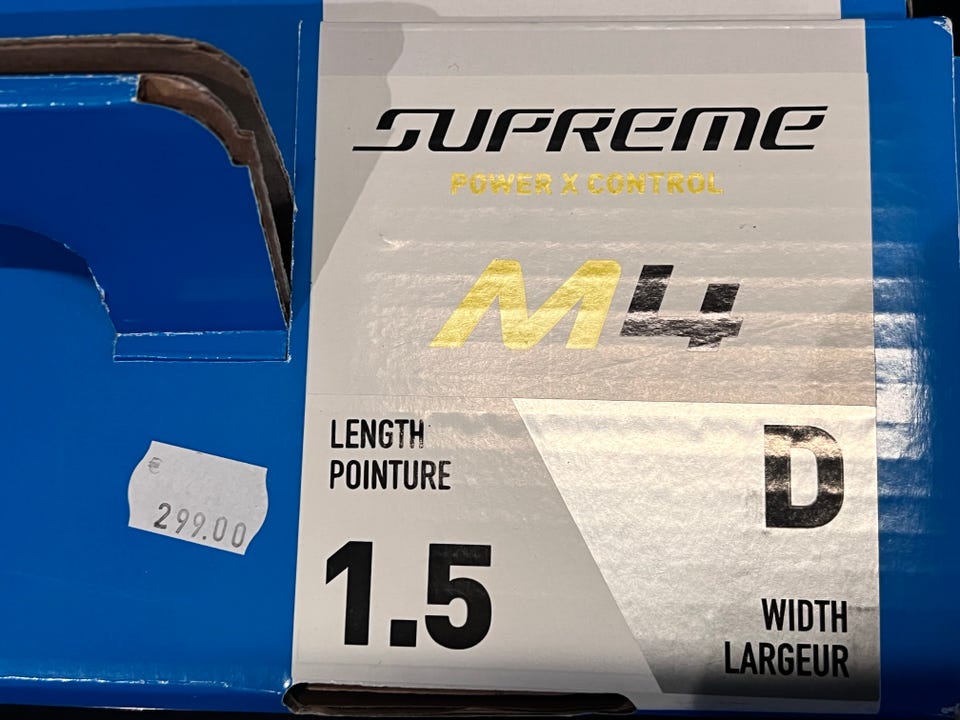 SUPREME
POWER X CONTROL
M4
LENGTH
POINTURE
1.5
D
WIDTH
LARGEUR
€
299.00